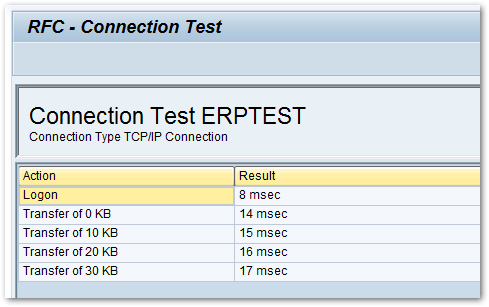 RFC - Connection Test
Connection Test ERPTEST
Connection Type TCP/IP Connection
Action Result
Logon 8 msec
Transfer of 0 KB 14 msec
Transfer of 10 KB 15 msec
Transfer of 20 KB 16 msec
Transfer of 30 KB 17 msec